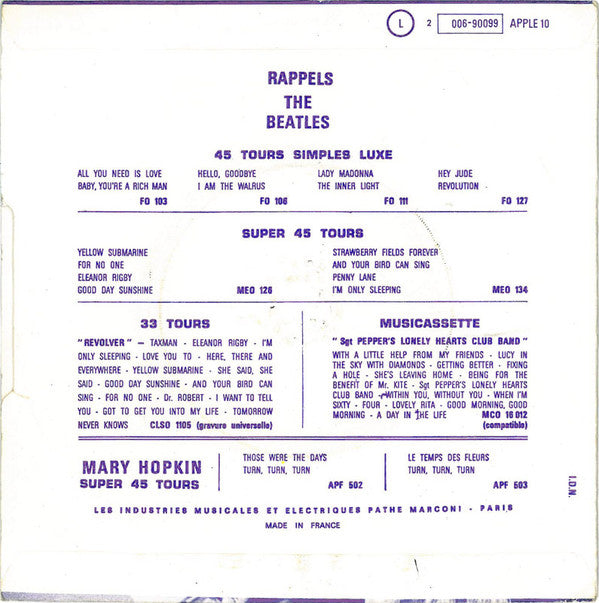 L 2 006-90099 APPLE 10
RAPPELS
THE
BEATLES
45 TOURS SIMPLES LUXE
ALL YOU NEED IS LOVE
BABY, YOU'RE A RICH MAN
FO 103
HELLO, GOODBYE
I AM THE WALRUS
FO 106
LADY MADONNA
THE INNER LIGHT
FO 111
HEY JUDE
REVOLUTION
FO 127
SUPER 45 TOURS
YELLOW SUBMARINE
FOR NO ONE
ELEANOR RIGBY
GOOD DAY SUNSHINE MEO 126
STRAWBERRY FIELDS FOREVER
AND YOUR BIRD CAN SING
PENNY LANE
I'M ONLY SLEEPING MEO 134
33 TOURS
"REVOLVER" – TAXMAN - ELEANOR RIGBY - I'M
ONLY SLEEPING - LOVE YOU TO - HERE, THERE AND
EVERYWHERE - YELLOW SUBMARINE - SHE SAID, SHE
SAID - GOOD DAY SUNSHINE - AND YOUR BIRD CAN
SING - FOR NO ONE - Dr. ROBERT - I WANT TO TELL
YOU - GOT TO GET YOU INTO MY LIFE - TOMORROW
NEVER KNOWS CLSO 1105 (gravure universelle)
MUSICASSETTE
"Sgt PEPPER'S LONELY HEARTS CLUB BAND"
WITH A LITTLE HELP FROM MY FRIENDS - LUCY IN
THE SKY WITH DIAMONDS - GETTING BETTER - FIXING
A HOLE - SHE'S LEAVING HOME - BEING FOR THE
BENEFIT OF Mr. KITE - Sgt PEPPER'S LONELY HEARTS
CLUB BAND - WITHIN YOU, WITHOUT YOU - WHEN I'M
SIXTY - FOUR - LOVELY RITA - GOOD MORNING, GOOD
MORNING - A DAY IN THE LIFE MCO 16 012
(compatible)
MARY HOPKIN
SUPER 45 TOURS
THOSE WERE THE DAYS
TURN, TURN, TURN
APF 502
LE TEMPS DES FLEURS
TURN, TURN, TURN
APF 503
I.D.N.
LES INDUSTRIES MUSICALES ET ELECTRIQUES PATHE MARCONI - PARIS
MADE IN FRANCE